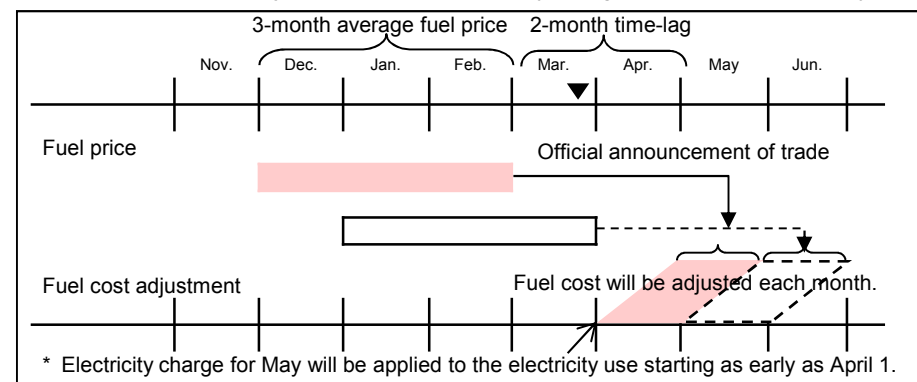 3-month average fuel price 2-month time-lag
Nov. Dec. Jan. Feb. Mar. Apr. May Jun.
Fuel price
Official announcement of trade
Fuel cost adjustment
Fuel cost will be adjusted each month.
* Electricity charge for May will be applied to the electricity use starting as early as April 1.